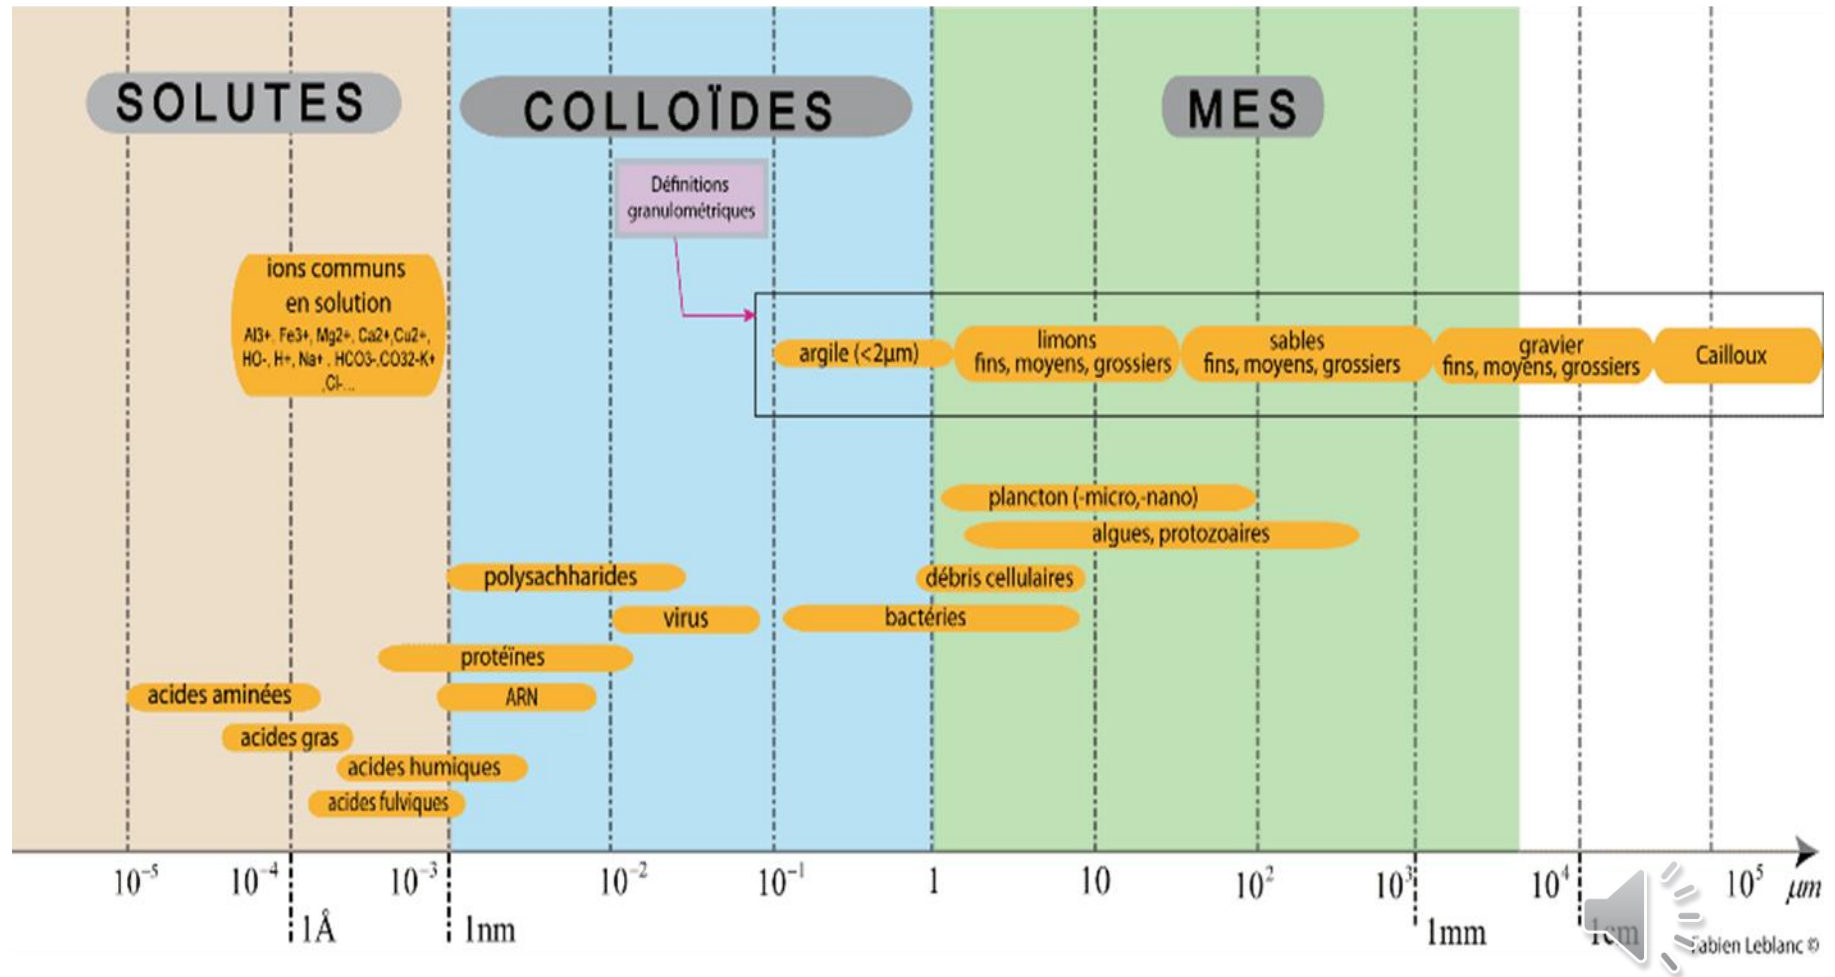 SOLUTES
COLLOÏDES
MES
Définitions
granulométriques
ions communs
en solution
Al3+, Fe3+, Mg2+, Ca2+,Cu2+,
HO-, H+, Na+ , HCO3-,CO32-K+
,Cl-...
argile (<2µm)
limons
fins, moyens, grossiers
sables
fins, moyens, grossiers
gravier
fins, moyens, grossiers
Cailloux
plancton (-micro,-nano)
algues, protozoaires
polysachharides
débris cellulaires
virus
bactéries
protéïnes
acides aminées
ARN
acides gras
acides humiques
acides fulviques
10⁻⁵ 10⁻⁴ 10⁻³ 10⁻² 10⁻¹ 1 10 10² 10³ 10⁴ 10⁵ µm
1Å 1nm 1mm 1cm
Fabien Leblanc ©